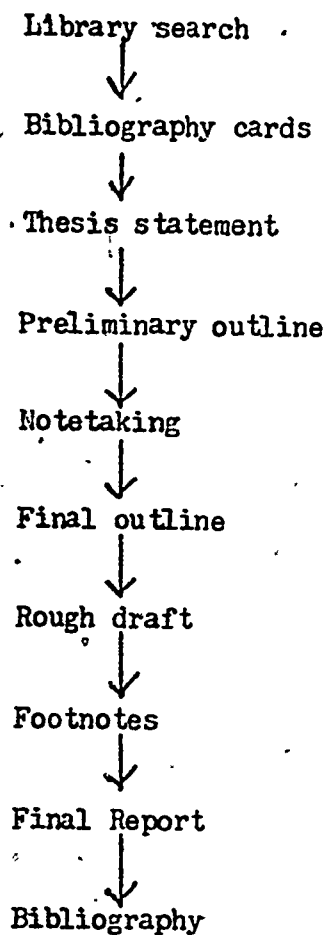 Library search
Bibliography cards
Thesis statement
Preliminary outline
Notetaking
Final outline
Rough draft
Footnotes
Final Report
Bibliography